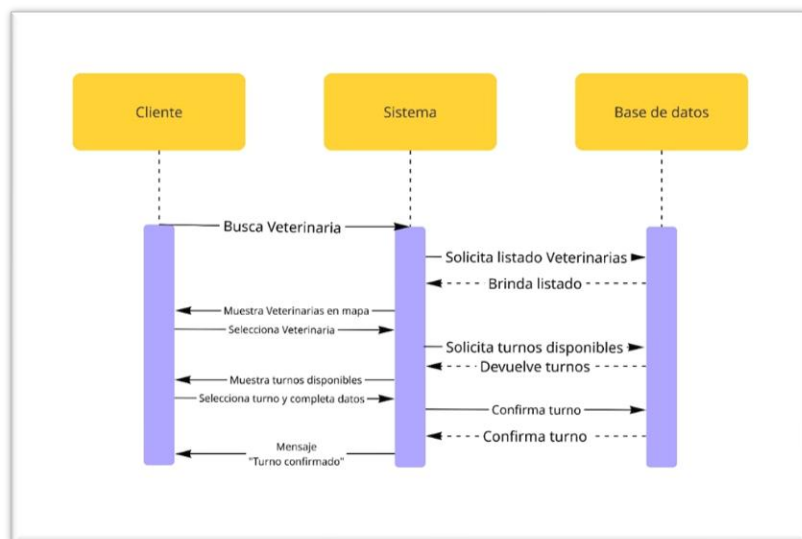 Cliente
Sistema
Base de datos
Busca Veterinaria
Solicita listado Veterinarias
Brinda listado
Muestra Veterinarias en mapa
Selecciona Veterinaria
Solicita turnos disponibles
Devuelve turnos
Muestra turnos disponibles
Selecciona turno y completa datos
Confirma turno
Confirma turno
Mensaje
"Turno confirmado"